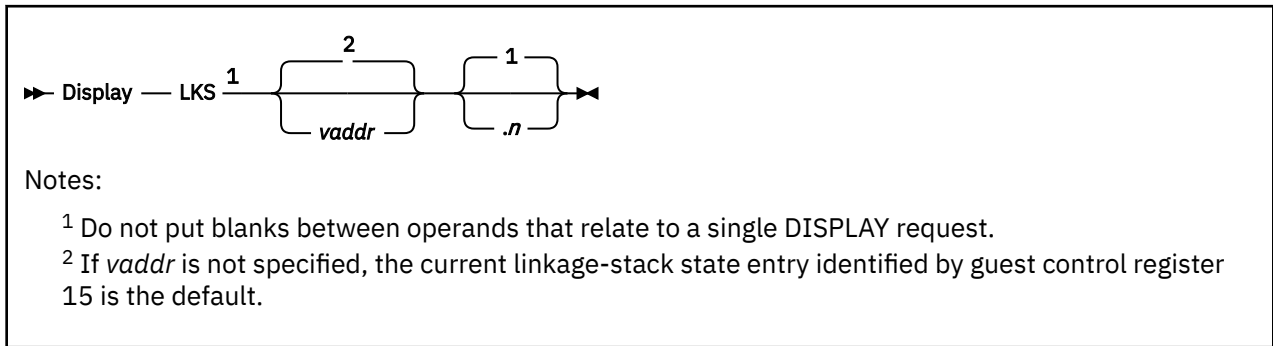 2 1
Display LKS 1
vaddr .n
Notes:
1 Do not put blanks between operands that relate to a single DISPLAY request.
2 If vaddr is not specified, the current linkage-stack state entry identified by guest control register
15 is the default.